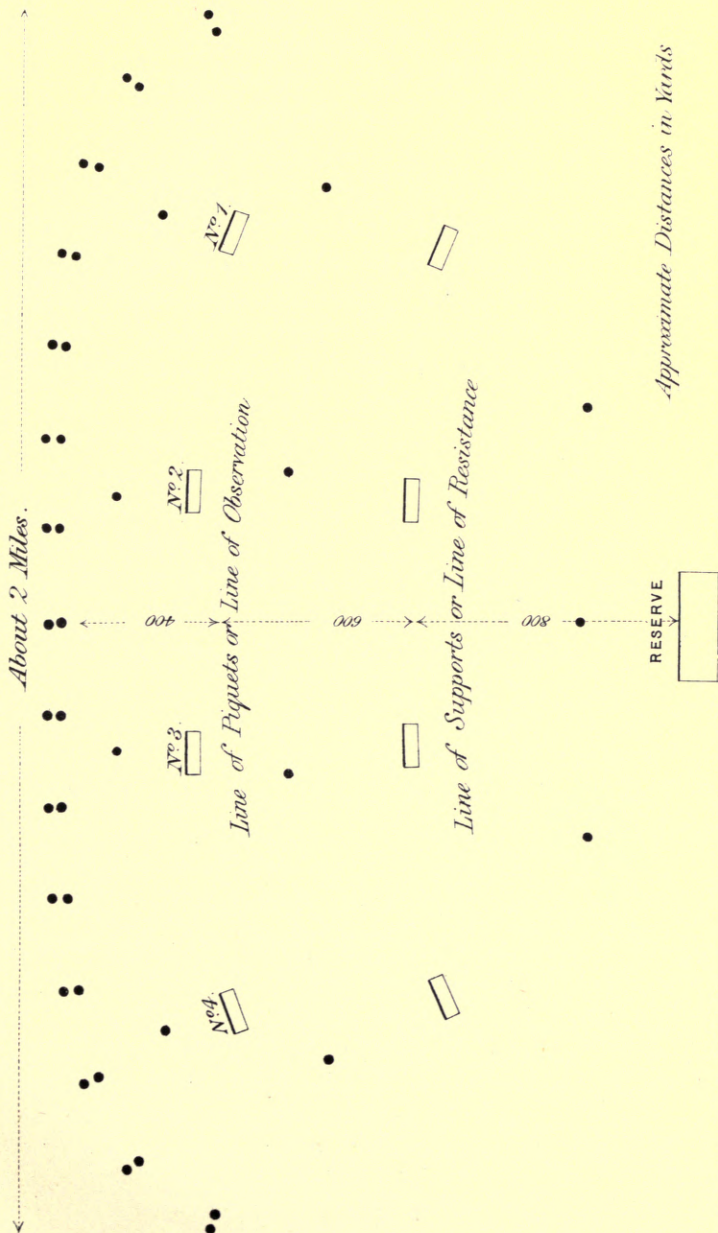 About 2 Miles.
No 4.
No 3.
No 2.
No 1.
400
Line of Piquets or Line of Observation
600
Line of Supports or Line of Resistance
800
RESERVE
Approximate Distances in Yards